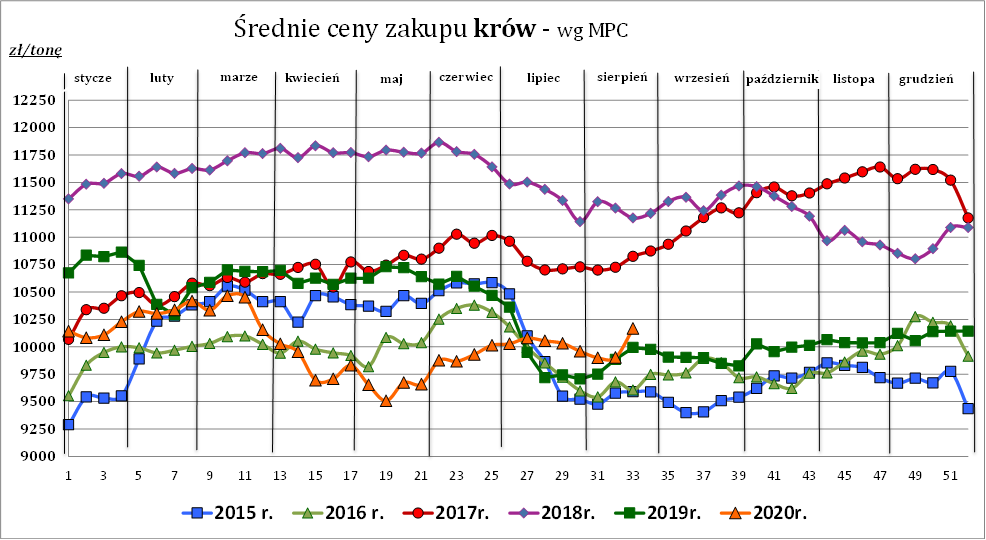 Średnie ceny zakupu krów - wg MPC
zł/tonę
stycze luty marze kwiecień maj czerwiec lipiec sierpień wrzesień październik listopa grudzień
12250
12000
11750
11500
11250
11000
10750
10500
10250
10000
9750
9500
9250
9000
1 3 5 7 9 11 13 15 17 19 21 23 25 27 29 31 33 35 37 39 41 43 45 47 49 51
2015 r. 2016 r. 2017r. 2018r. 2019r. 2020r.